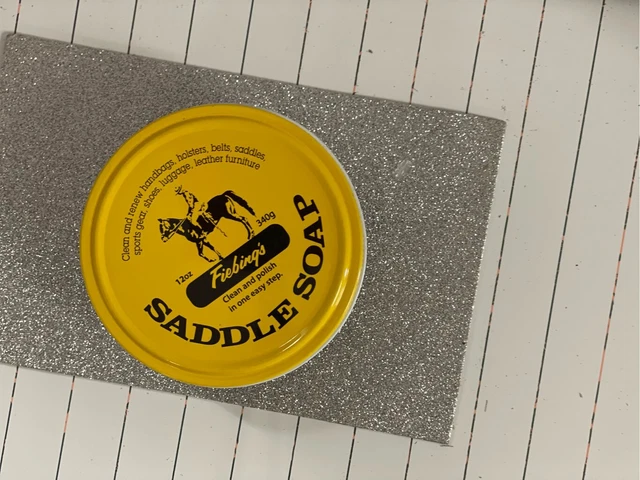 Clean and renew handbags, holsters, belts, saddles,
sports gear, shoes, luggage, leather furniture
12oz
340g
Fiebing's
Clean and polish
in one easy step.
SADDLE SOAP